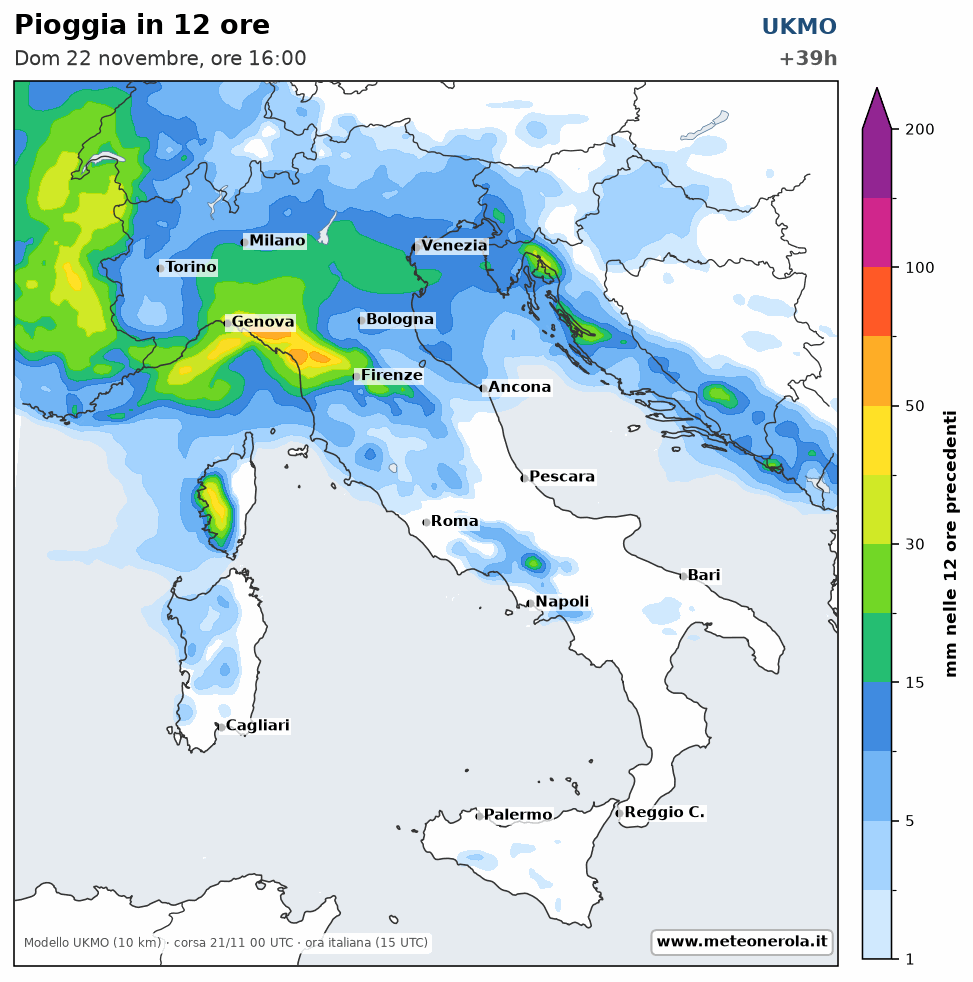 Pioggia in 12 ore
UKMO
Dom 22 novembre, ore 16:00
+39h
200
100
50
30
15
5
1
mm nelle 12 ore precedenti
Milano
Venezia
Torino
Genova
Bologna
Firenze
Ancona
Pescara
Roma
Bari
Napoli
Cagliari
Palermo
Reggio C.
Modello UKMO (10 km) · corsa 21/11 00 UTC · ora italiana (15 UTC)
www.meteonerola.it